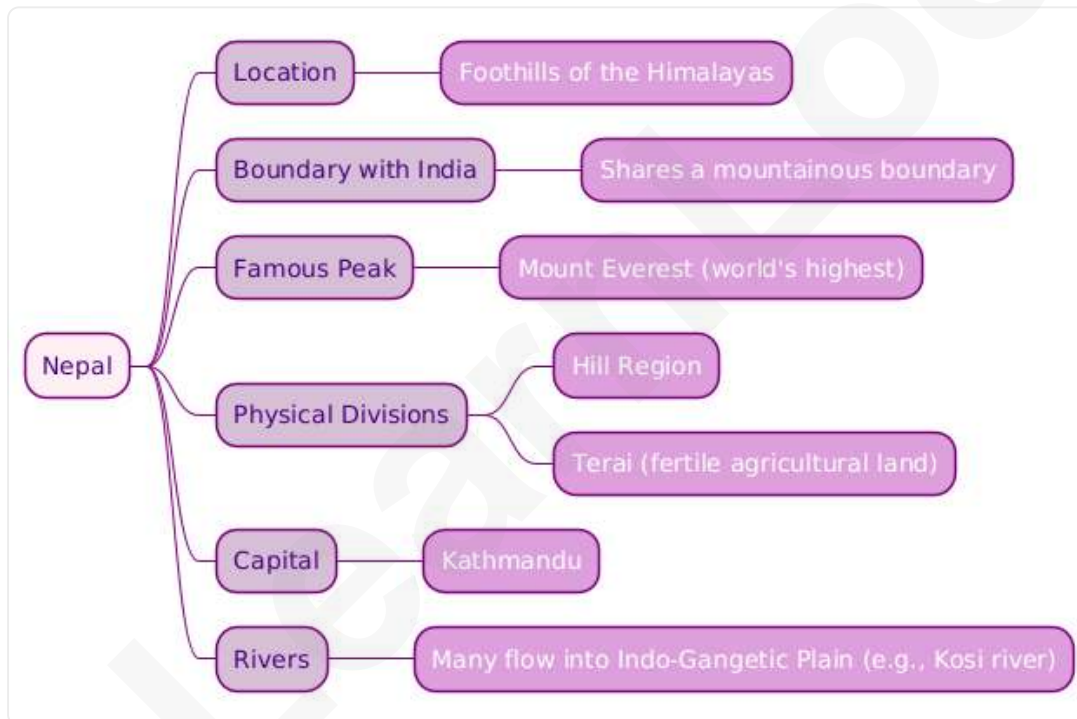 Location
Foothills of the Himalayas
Boundary with India
Shares a mountainous boundary
Famous Peak
Mount Everest (world's highest)
Nepal
Physical Divisions
Hill Region
Terai (fertile agricultural land)
Capital
Kathmandu
Rivers
Many flow into Indo-Gangetic Plain (e.g., Kosi river)